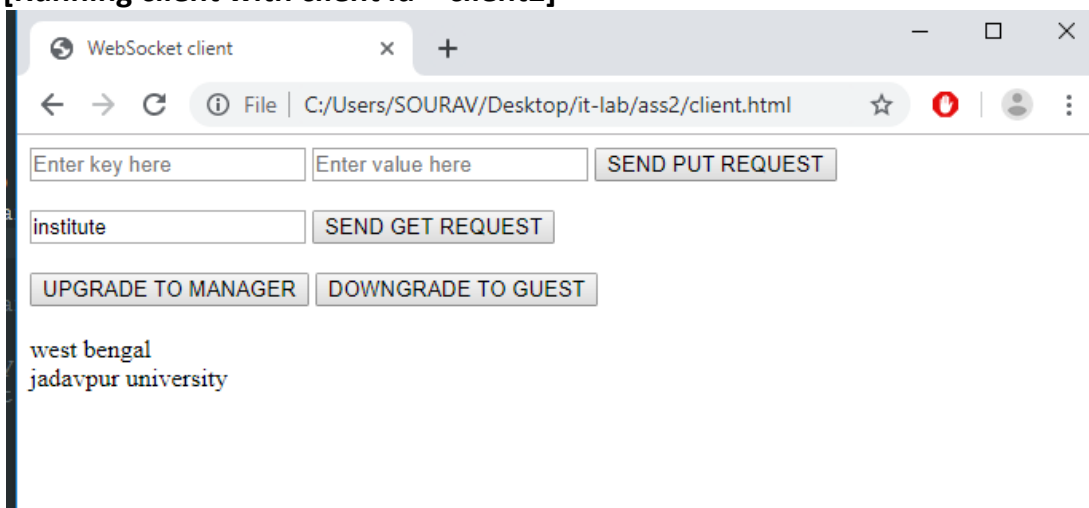 WebSocket client
File C:/Users/SOURAV/Desktop/it-lab/ass2/client.html
Enter key here Enter value here SEND PUT REQUEST
institute SEND GET REQUEST
UPGRADE TO MANAGER DOWNGRADE TO GUEST
west bengal
jadavpur university